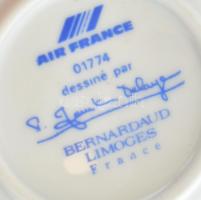 AIR FRANCE
01774
dessiné par
BERNARDAUD
LIMOGES
France